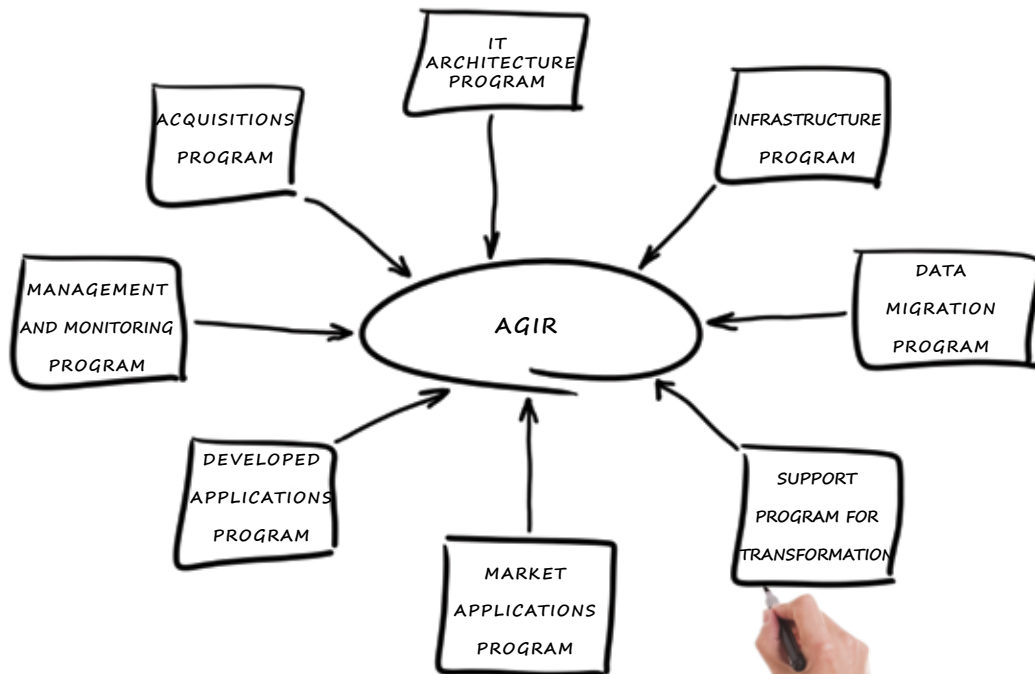 IT
ARCHITECTURE
PROGRAM
ACQUISITIONS
PROGRAM
INFRASTRUCTURE
PROGRAM
MANAGEMENT
AND MONITORING
PROGRAM
AGIR
DATA
MIGRATION
PROGRAM
DEVELOPED
APPLICATIONS
PROGRAM
MARKET
APPLICATIONS
PROGRAM
SUPPORT
PROGRAM FOR
TRANSFORMATION